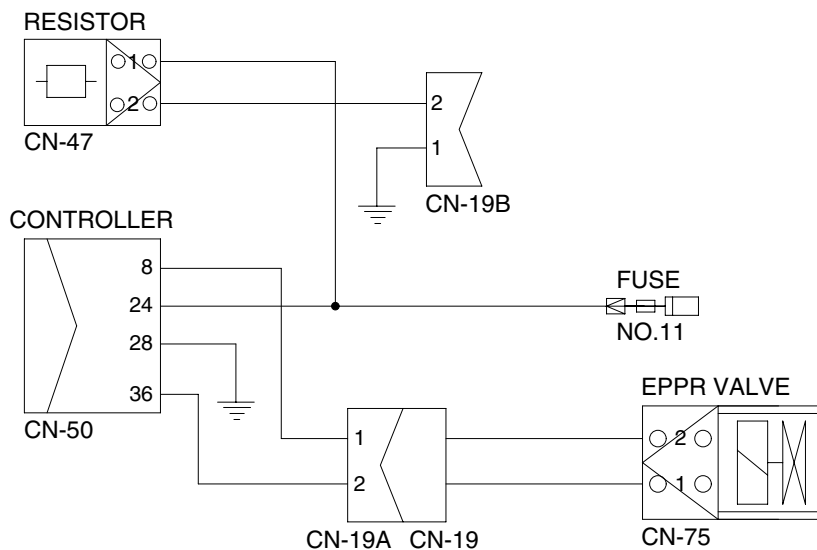 RESISTOR
1
2
CN-47
2
1
CN-19B
CONTROLLER
8
24
28
36
CN-50
FUSE
NO.11
EPPR VALVE
1
2
2
1
CN-19A CN-19
CN-75